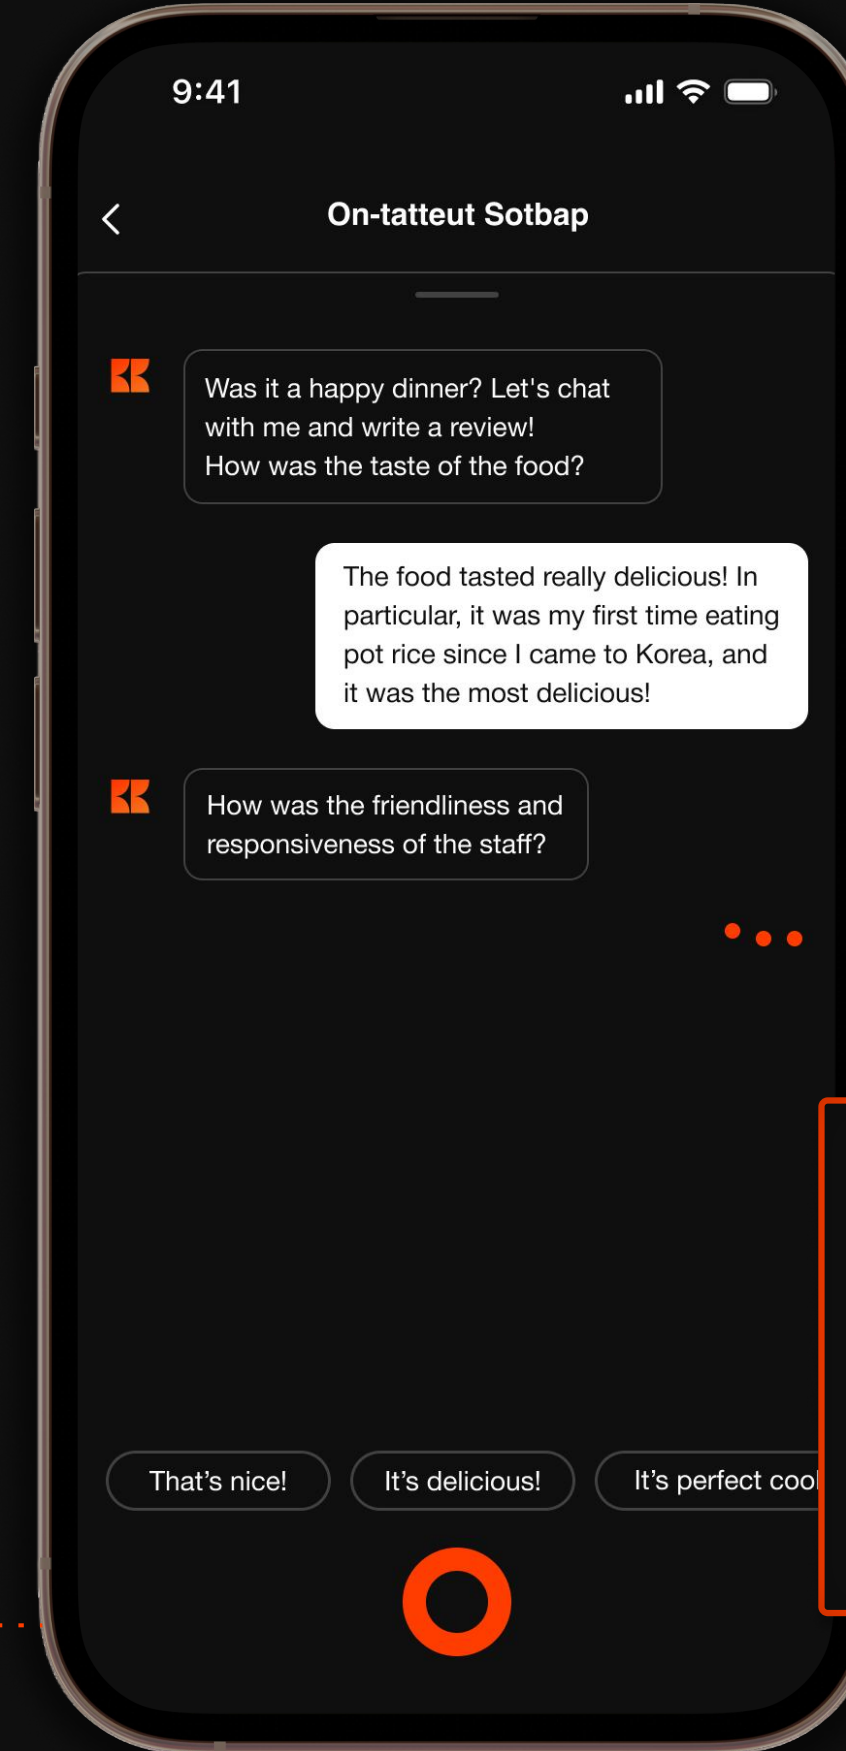 9:41
On-tatteut Sotbap
Was it a happy dinner? Let's chat
with me and write a review!
How was the taste of the food?
The food tasted really delicious! In
particular, it was my first time eating
pot rice since I came to Korea, and
it was the most delicious!
How was the friendliness and
responsiveness of the staff?
That’s nice!
It’s delicious!
It’s perfect